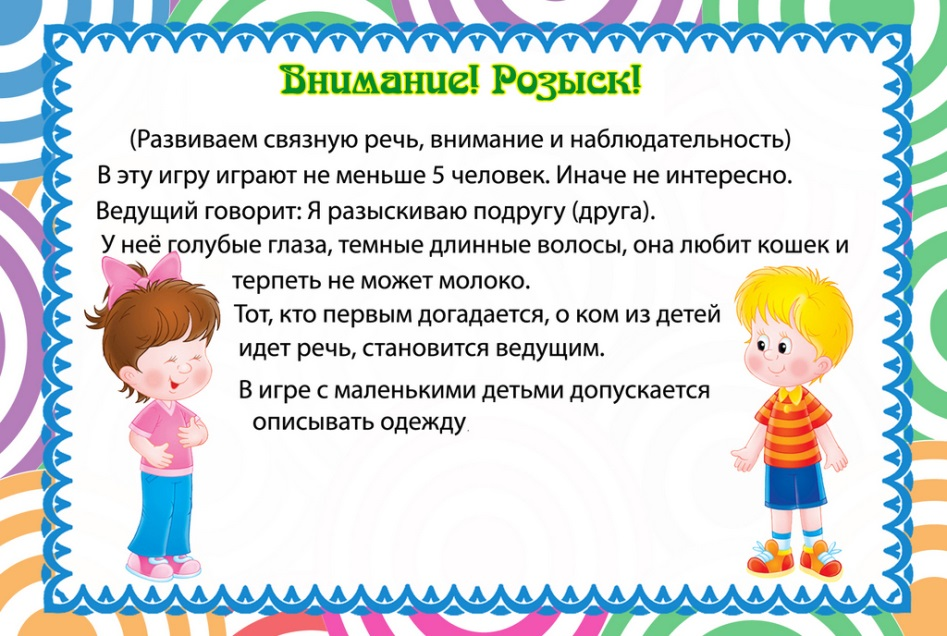 Внимание! Розыск!
(Развиваем связную речь, внимание и наблюдательность)
В эту игру играют не меньше 5 человек. Иначе не интересно.
Ведущий говорит: Я разыскиваю подругу (друга).
У неё голубые глаза, темные длинные волосы, она любит кошек и
терпеть не может молоко.
Тот, кто первым догадается, о ком из детей
идет речь, становится ведущим.
В игре с маленькими детьми допускается
описывать одежду.